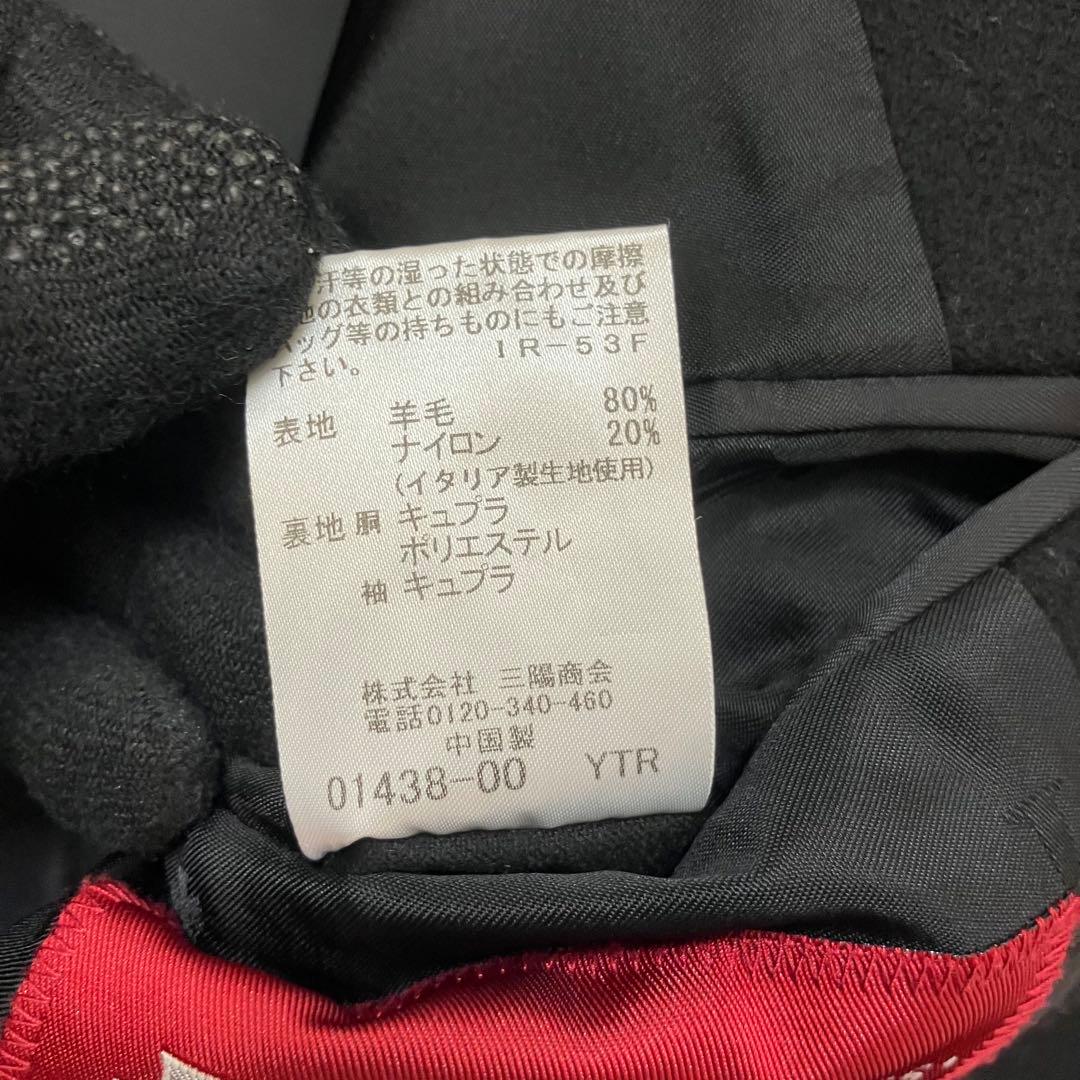 汗等の湿った状態での摩擦
他の衣類との組み合わせ及び
バッグ等の持ちものにもご注意
下さい。 IR-53F
表地 羊毛 80%
ナイロン 20%
(イタリア製生地使用)
裏地 胴 キュプラ
ポリエステル
袖 キュプラ
株式会社 三陽商会
電話0120-340-460
中国製
01438-00 YTR